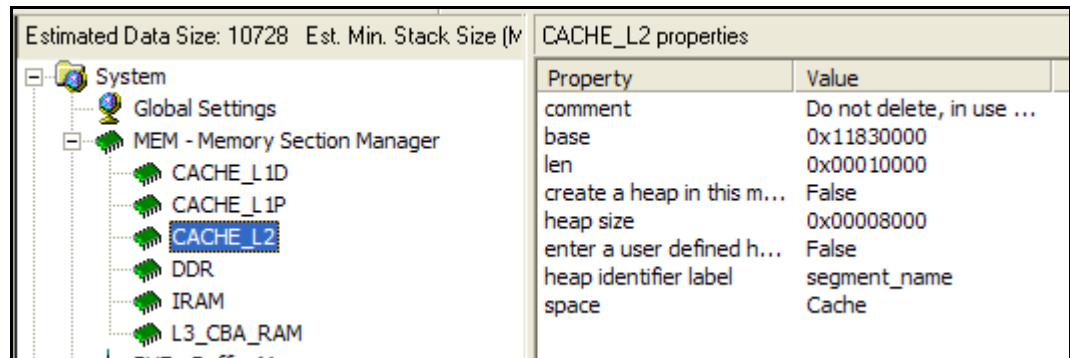 Estimated Data Size: 10728 Est. Min. Stack Size (M
CACHE_L2 properties
System
Global Settings
MEM - Memory Section Manager
CACHE_L1D
CACHE_L1P
CACHE_L2
DDR
IRAM
L3_CBA_RAM
Property Value
comment Do not delete, in use ...
base 0x11830000
len 0x00010000
create a heap in this m... False
heap size 0x00008000
enter a user defined h... False
heap identifier label segment_name
space Cache